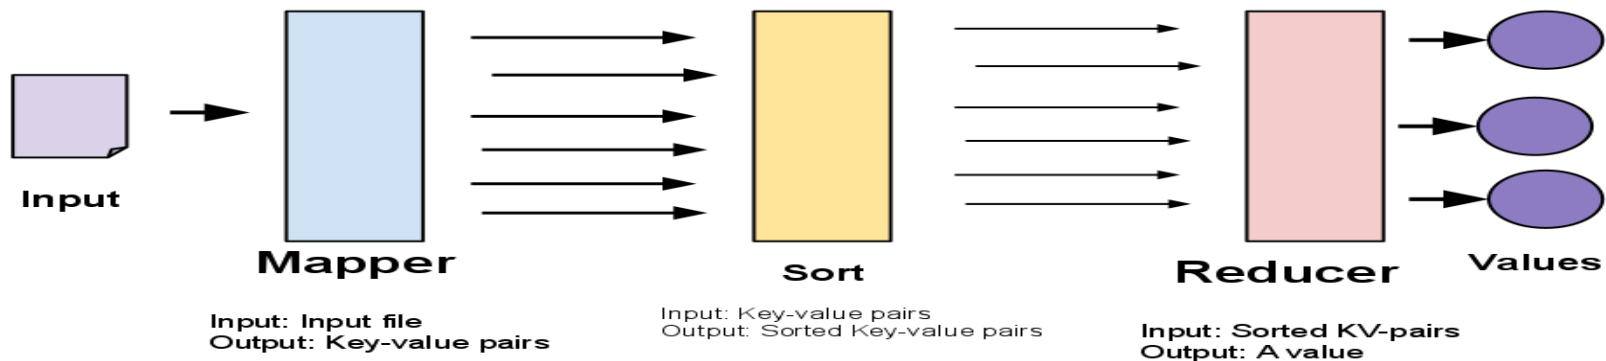 Input
Mapper
Input: Input file
Output: Key-value pairs
Sort
Input: Key-value pairs
Output: Sorted Key-value pairs
Reducer
Input: Sorted KV-pairs
Output: A value
Values